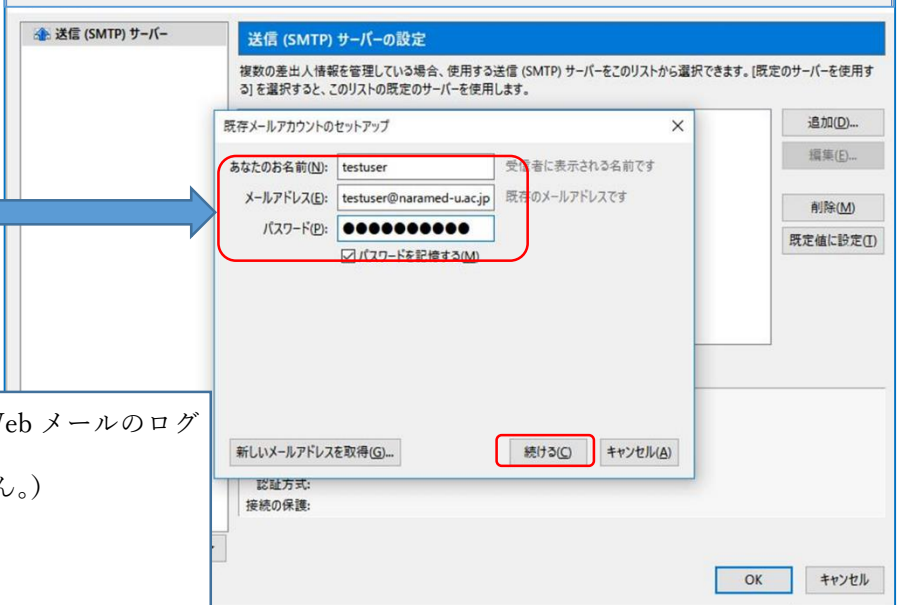 送信 (SMTP) サーバー
送信 (SMTP) サーバーの設定
複数の差出人情報を管理している場合、使用する送信 (SMTP) サーバーをこのリストから選択できます。[既定のサーバーを使用す
る] を選択すると、このリストの既定のサーバーを使用します。
追加(D)...
編集(E)...
削除(M)
既定値に設定(T)
既存メールアカウントのセットアップ
あなたのお名前(N): testuser 受信者に表示される名前です
メールアドレス(E): testuser@naramed-u.ac.jp 既存のメールアドレスです
パスワード(P): ●●●●●●●●●●
パスワードを記憶する(M)
新しいメールアドレスを取得(G)... 続ける(C) キャンセル(A)
Web メールのログ
ん。)
認証方式:
接続の保護:
OK キャンセル